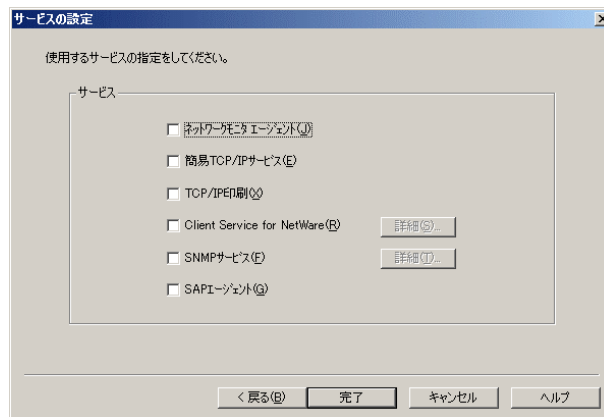 サービスの設定
使用するサービスの指定をしてください。
サービス
ネットワークモニタ エージェント(J)
簡易TCP/IPサービス(E)
TCP/IP印刷(X)
Client Service for NetWare(R)
詳細(S)...
SNMPサービス(F)
詳細(T)...
SAPエージェント(G)
< 戻る(B)
完了
キャンセル
ヘルプ